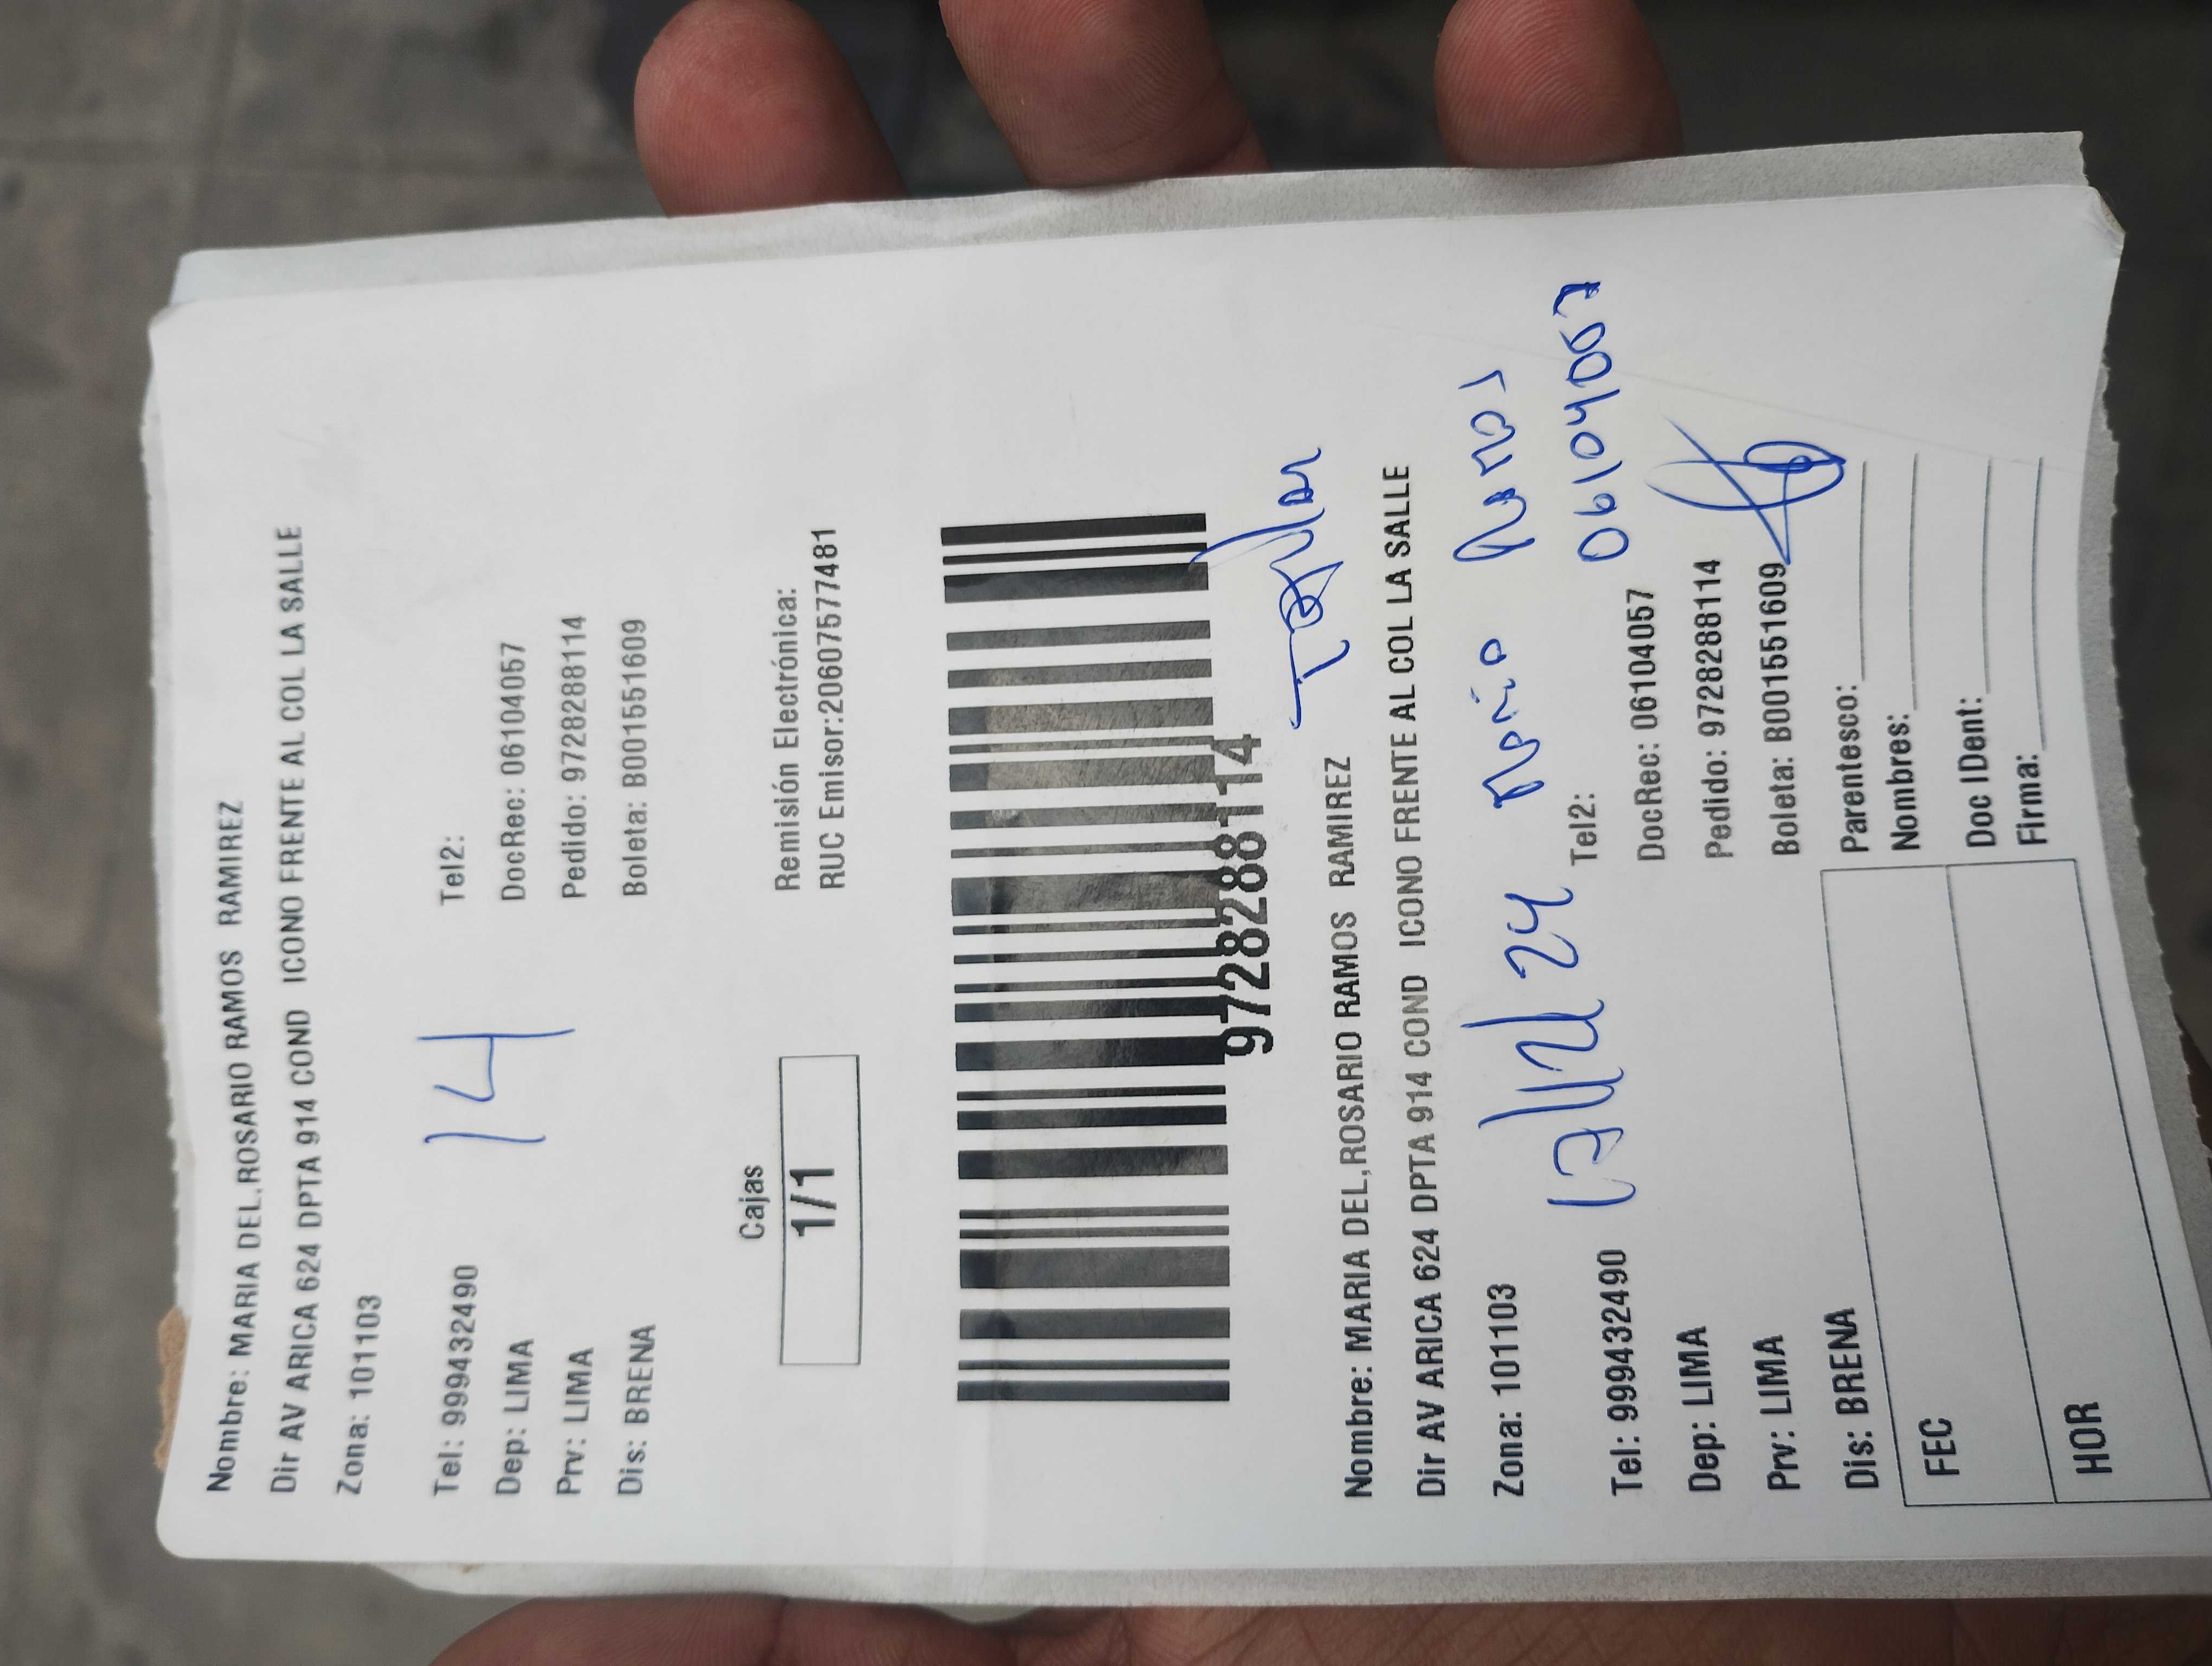 Nombre: MARIA DEL,ROSARIO RAMOS RAMIREZ
Dir AV ARICA 624 DPTA 914 COND ICONO FRENTE AL COL LA SALLE
Zona: 101103
14
Tel: 999432490 Tel2:
Dep: LIMA DocRec: 06104057
Prv: LIMA Pedido: 9728288114
Dis: BRENA Boleta: B001551609
Cajas
1/1
Remisión Electrónica:
RUC Emisor:20607577481
9728288114
Titular
Nombre: MARIA DEL,ROSARIO RAMOS RAMIREZ
Dir AV ARICA 624 DPTA 914 COND ICONO FRENTE AL COL LA SALLE
Zona: 101103
Maria Ramos
06104057
Tel: 999432490 Tel2:
Dep: LIMA DocRec: 06104057
Prv: LIMA Pedido: 9728288114
Dis: BRENA Boleta: B001551609
FEC Parentesco:
Nombres:
HOR Doc IDent:
Firma: